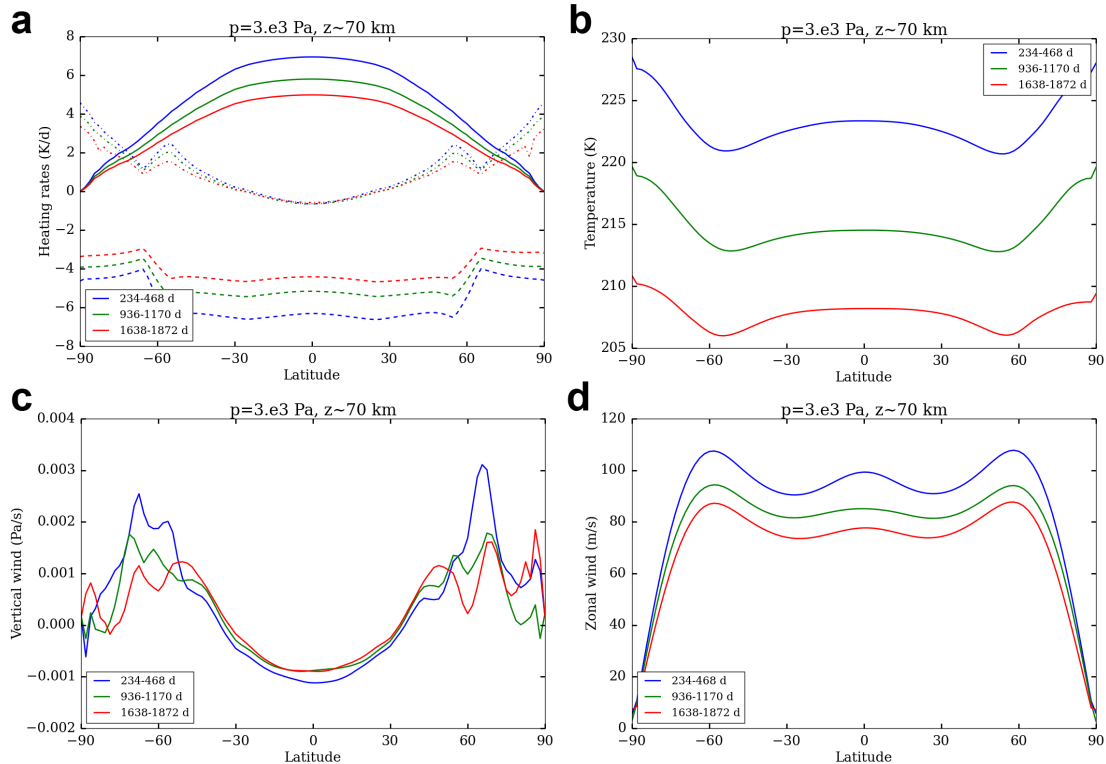 a
p=3.e3 Pa, z~70 km
Heating rates (K/d)
8
6
4
2
0
−2
−4
−6
−8
234-468 d
936-1170 d
1638-1872 d
−90 −60 −30 0 30 60 90
Latitude
b
p=3.e3 Pa, z~70 km
Temperature (K)
230
225
220
215
210
205
234-468 d
936-1170 d
1638-1872 d
−90 −60 −30 0 30 60 90
Latitude
c
p=3.e3 Pa, z~70 km
Vertical wind (Pa/s)
0.004
0.003
0.002
0.001
0.000
−0.001
−0.002
234-468 d
936-1170 d
1638-1872 d
−90 −60 −30 0 30 60 90
Latitude
d
p=3.e3 Pa, z~70 km
Zonal wind (m/s)
120
100
80
60
40
20
0
234-468 d
936-1170 d
1638-1872 d
−90 −60 −30 0 30 60 90
Latitude